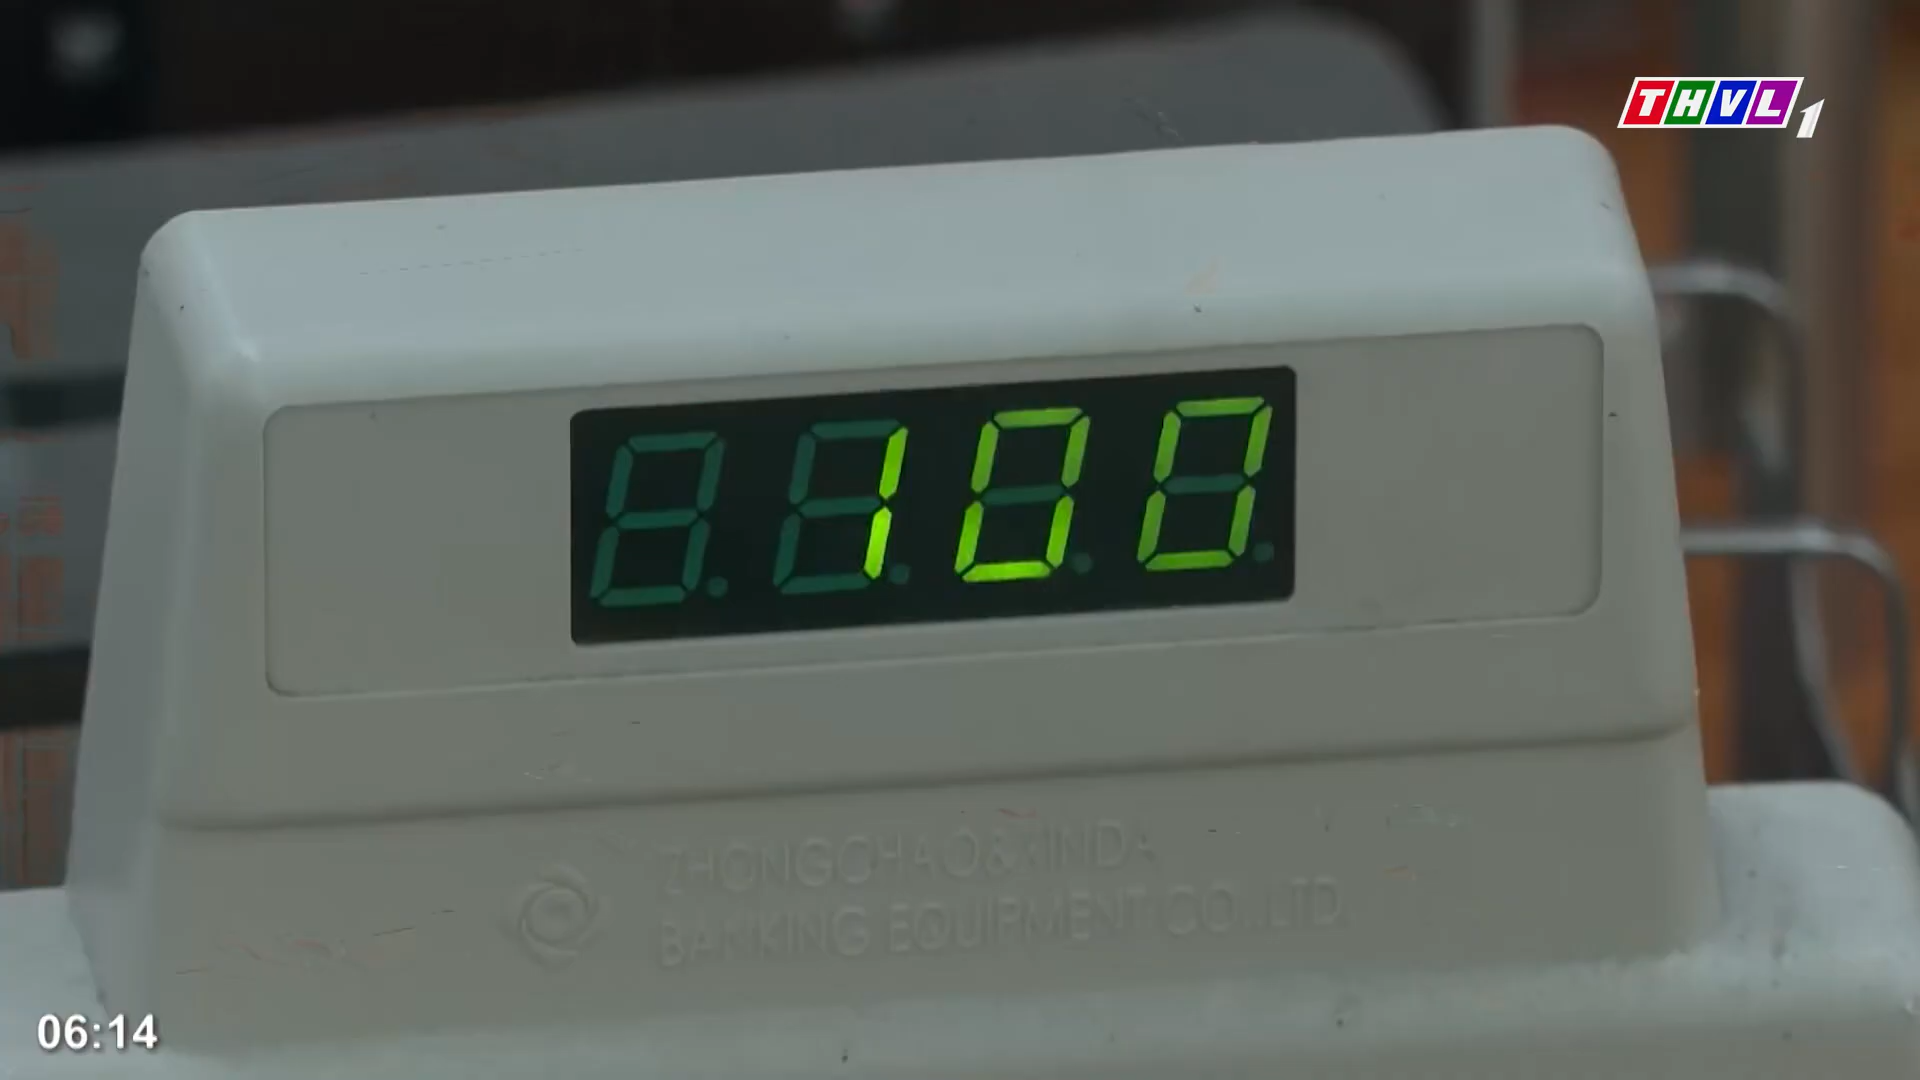 THVL1
100
ZHONGCHAO&XINDA
BANKING EQUIPMENT CO.,LTD.
06:14